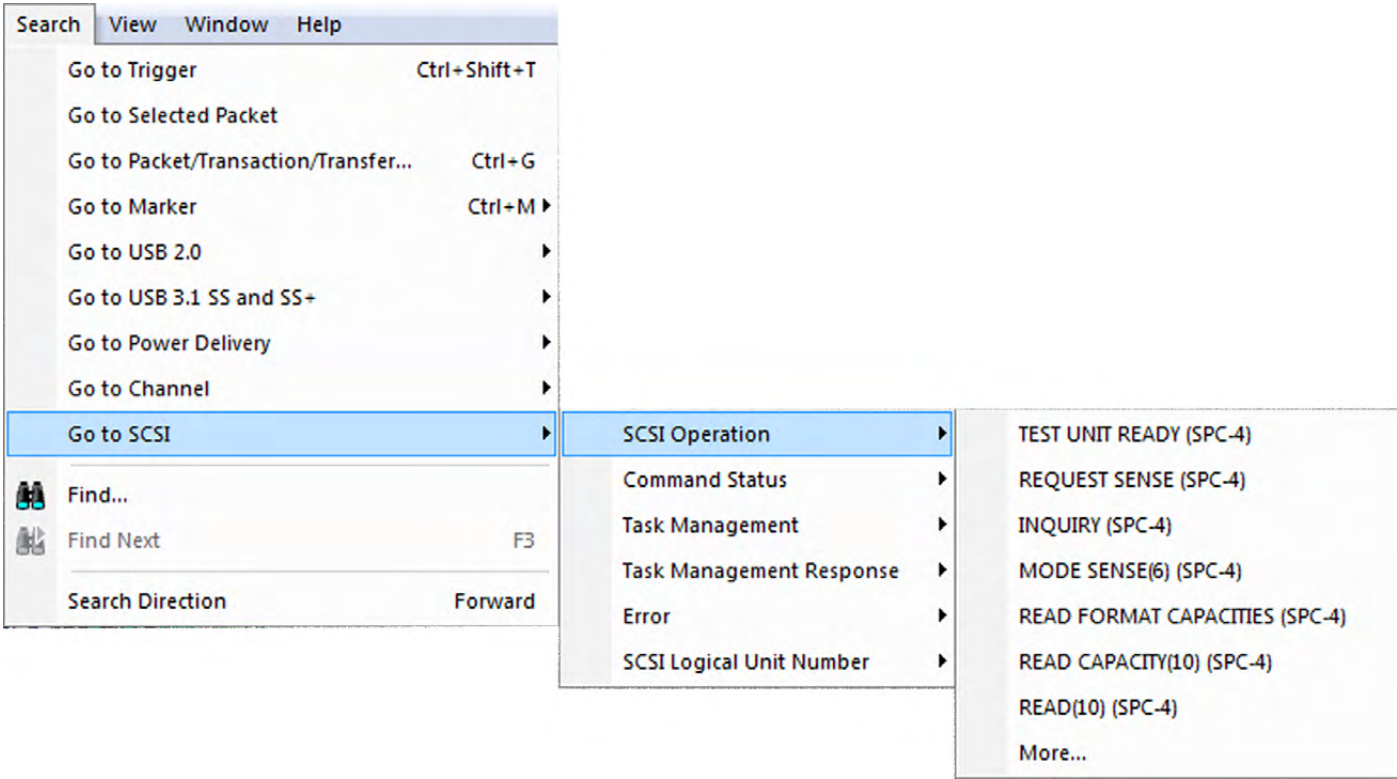 Search View Window Help
Go to Trigger Ctrl+Shift+T
Go to Selected Packet
Go to Packet/Transaction/Transfer... Ctrl+G
Go to Marker Ctrl+M
Go to USB 2.0
Go to USB 3.1 SS and SS+
Go to Power Delivery
Go to Channel
Go to SCSI
Find...
Find Next F3
Search Direction Forward
SCSI Operation
Command Status
Task Management
Task Management Response
Error
SCSI Logical Unit Number
TEST UNIT READY (SPC-4)
REQUEST SENSE (SPC-4)
INQUIRY (SPC-4)
MODE SENSE(6) (SPC-4)
READ FORMAT CAPACITIES (SPC-4)
READ CAPACITY(10) (SPC-4)
READ(10) (SPC-4)
More...